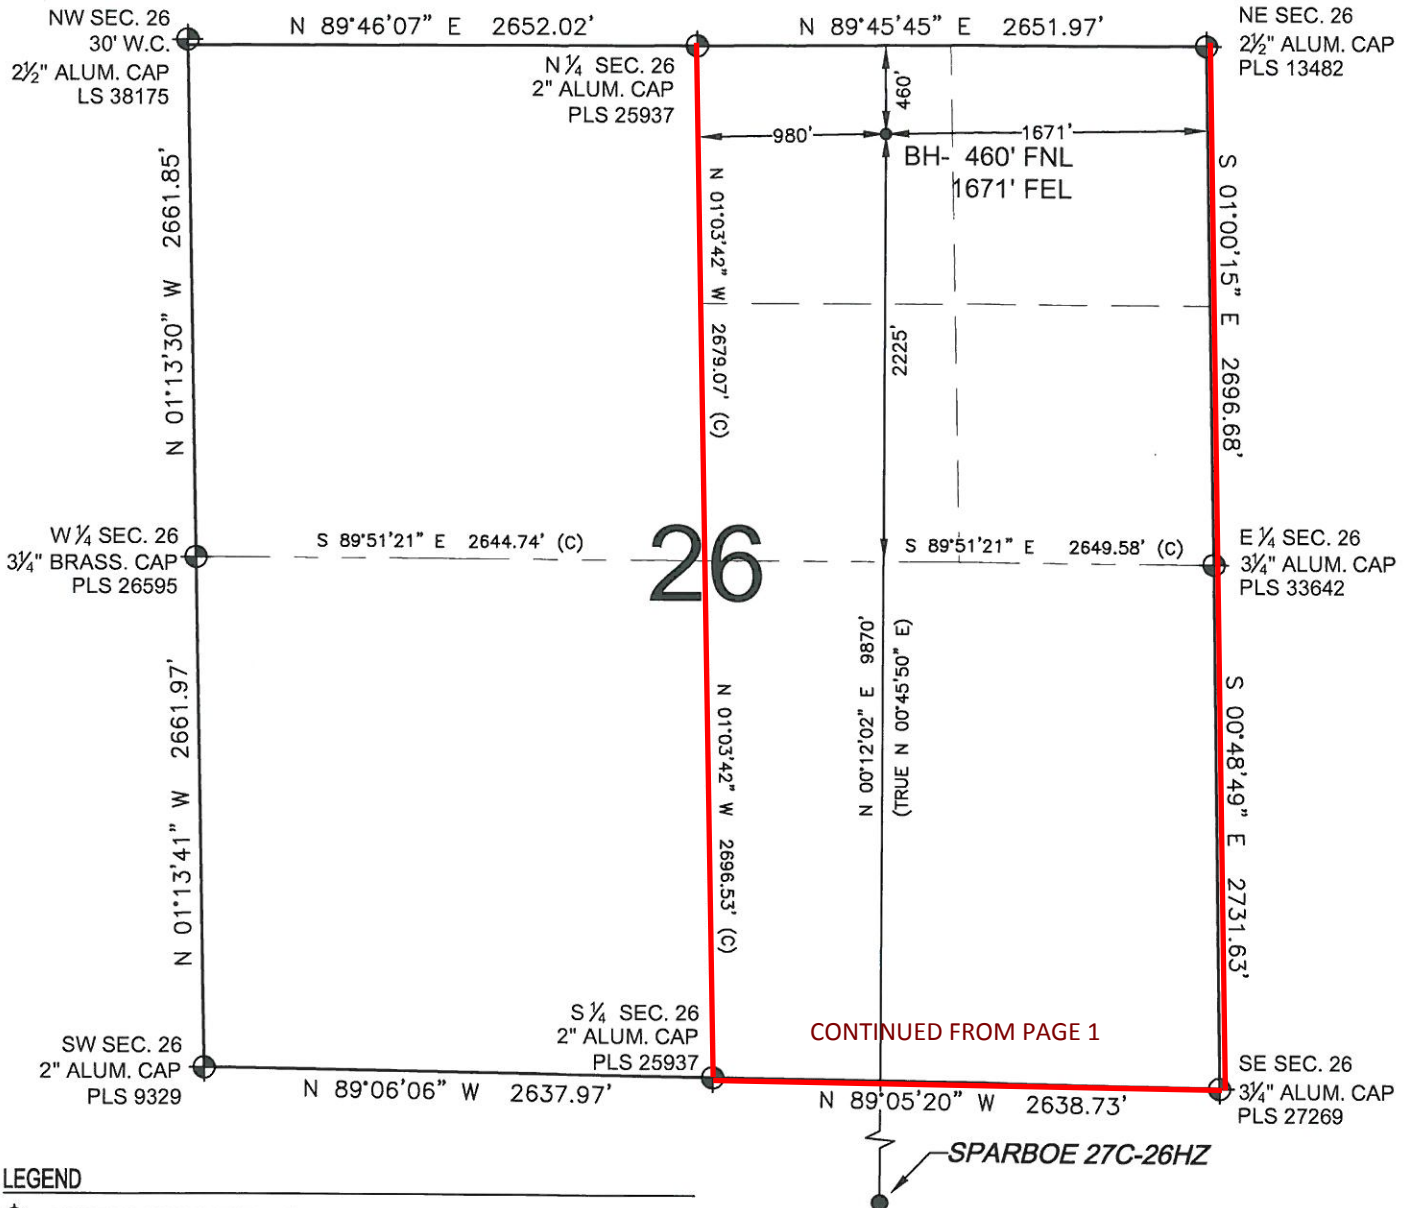 NW SEC. 26
30' W.C.
2½" ALUM. CAP
LS 38175
N 89°46'07" E 2652.02'
N ¼ SEC. 26
2" ALUM. CAP
PLS 25937
N 89°45'45" E 2651.97'
NE SEC. 26
2½" ALUM. CAP
PLS 13482
460'
980'
1671'
BH- 460' FNL
1671' FEL
N 01°13'30" W 2661.85'
N 01°03'42" W 2679.07' (C)
2225'
S 01°00'15" E 2696.68'
W ¼ SEC. 26
3¼" BRASS. CAP
PLS 26595
S 89°51'21" E 2644.74' (C)
26
S 89°51'21" E 2649.58' (C)
E ¼ SEC. 26
3¼" ALUM. CAP
PLS 33642
N 01°13'41" W 2661.97'
N 01°03'42" W 2696.53' (C)
N 00°12'02" E 9870'
(TRUE N 00°45'50" E)
S 00°48'49" E 2731.63'
SW SEC. 26
2" ALUM. CAP
PLS 9329
N 89°06'06" W 2637.97'
S ¼ SEC. 26
2" ALUM. CAP
PLS 25937
CONTINUED FROM PAGE 1
N 89°05'20" W 2638.73'
SE SEC. 26
3¼" ALUM. CAP
PLS 27269
SPARBOE 27C-26HZ
LEGEND